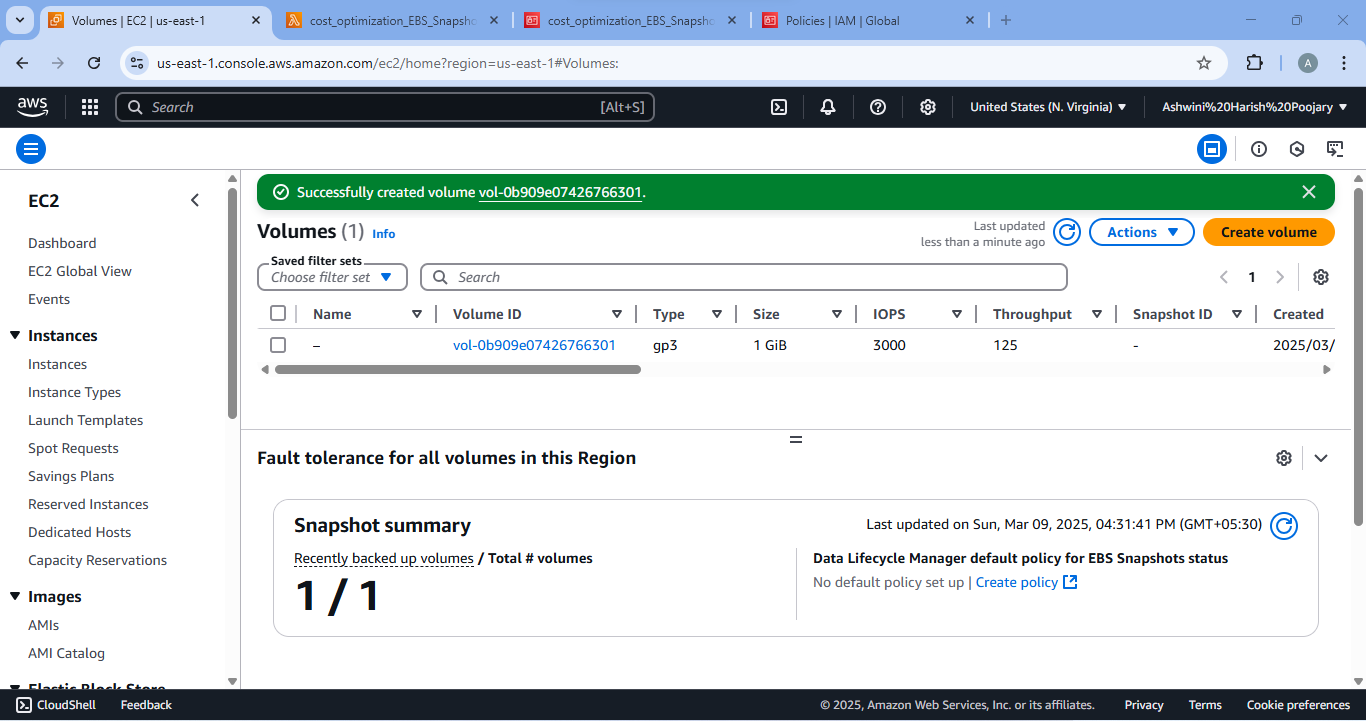 Volumes | EC2 | us-east-1
cost_optimization_EBS_Snapsho
cost_optimization_EBS_Snapsho
Policies | IAM | Global
us-east-1.console.aws.amazon.com/ec2/home?region=us-east-1#Volumes:
A
aws
Search
[Alt+S]
United States (N. Virginia)
Ashwini%20Harish%20Poojary
EC2
Dashboard
EC2 Global View
Events
Instances
Instances
Instance Types
Launch Templates
Spot Requests
Savings Plans
Reserved Instances
Dedicated Hosts
Capacity Reservations
Images
AMIs
AMI Catalog
Elastic Block Store
Successfully created volume vol-0b909e07426766301.
Volumes (1) Info
Last updated
less than a minute ago
Actions
Create volume
Saved filter sets
Choose filter set
Search
1
Name Volume ID Type Size IOPS Throughput Snapshot ID Created
– vol-0b909e07426766301 gp3 1 GiB 3000 125 - 2025/03/
Fault tolerance for all volumes in this Region
Snapshot summary
Last updated on Sun, Mar 09, 2025, 04:31:41 PM (GMT+05:30)
Recently backed up volumes / Total # volumes
1 / 1
Data Lifecycle Manager default policy for EBS Snapshots status
No default policy set up | Create policy
CloudShell Feedback © 2025, Amazon Web Services, Inc. or its affiliates. Privacy Terms Cookie preferences